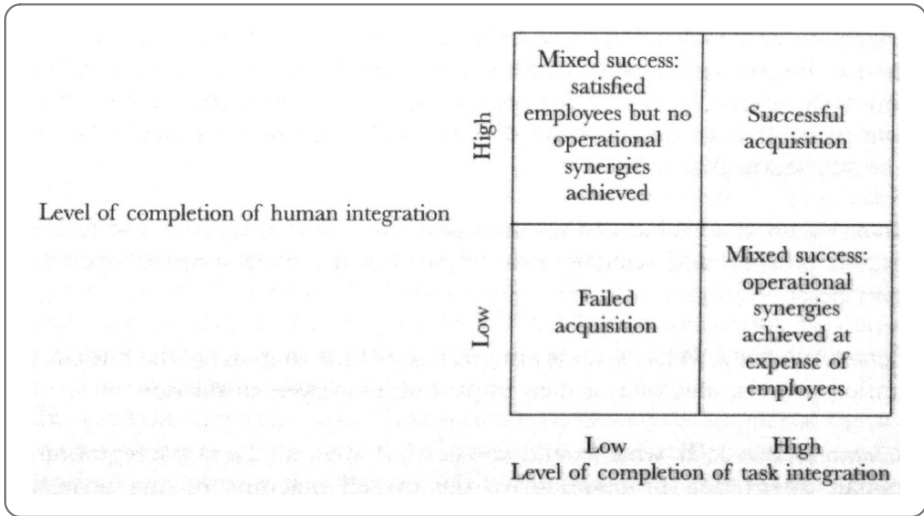 Mixed success:
satisfied
employees but no
operational
synergies
achieved
Successful
acquisition
High
Level of completion of human integration
Failed
acquisition
Mixed success:
operational
synergies
achieved at
expense of
employees
Low
Low High
Level of completion of task integration